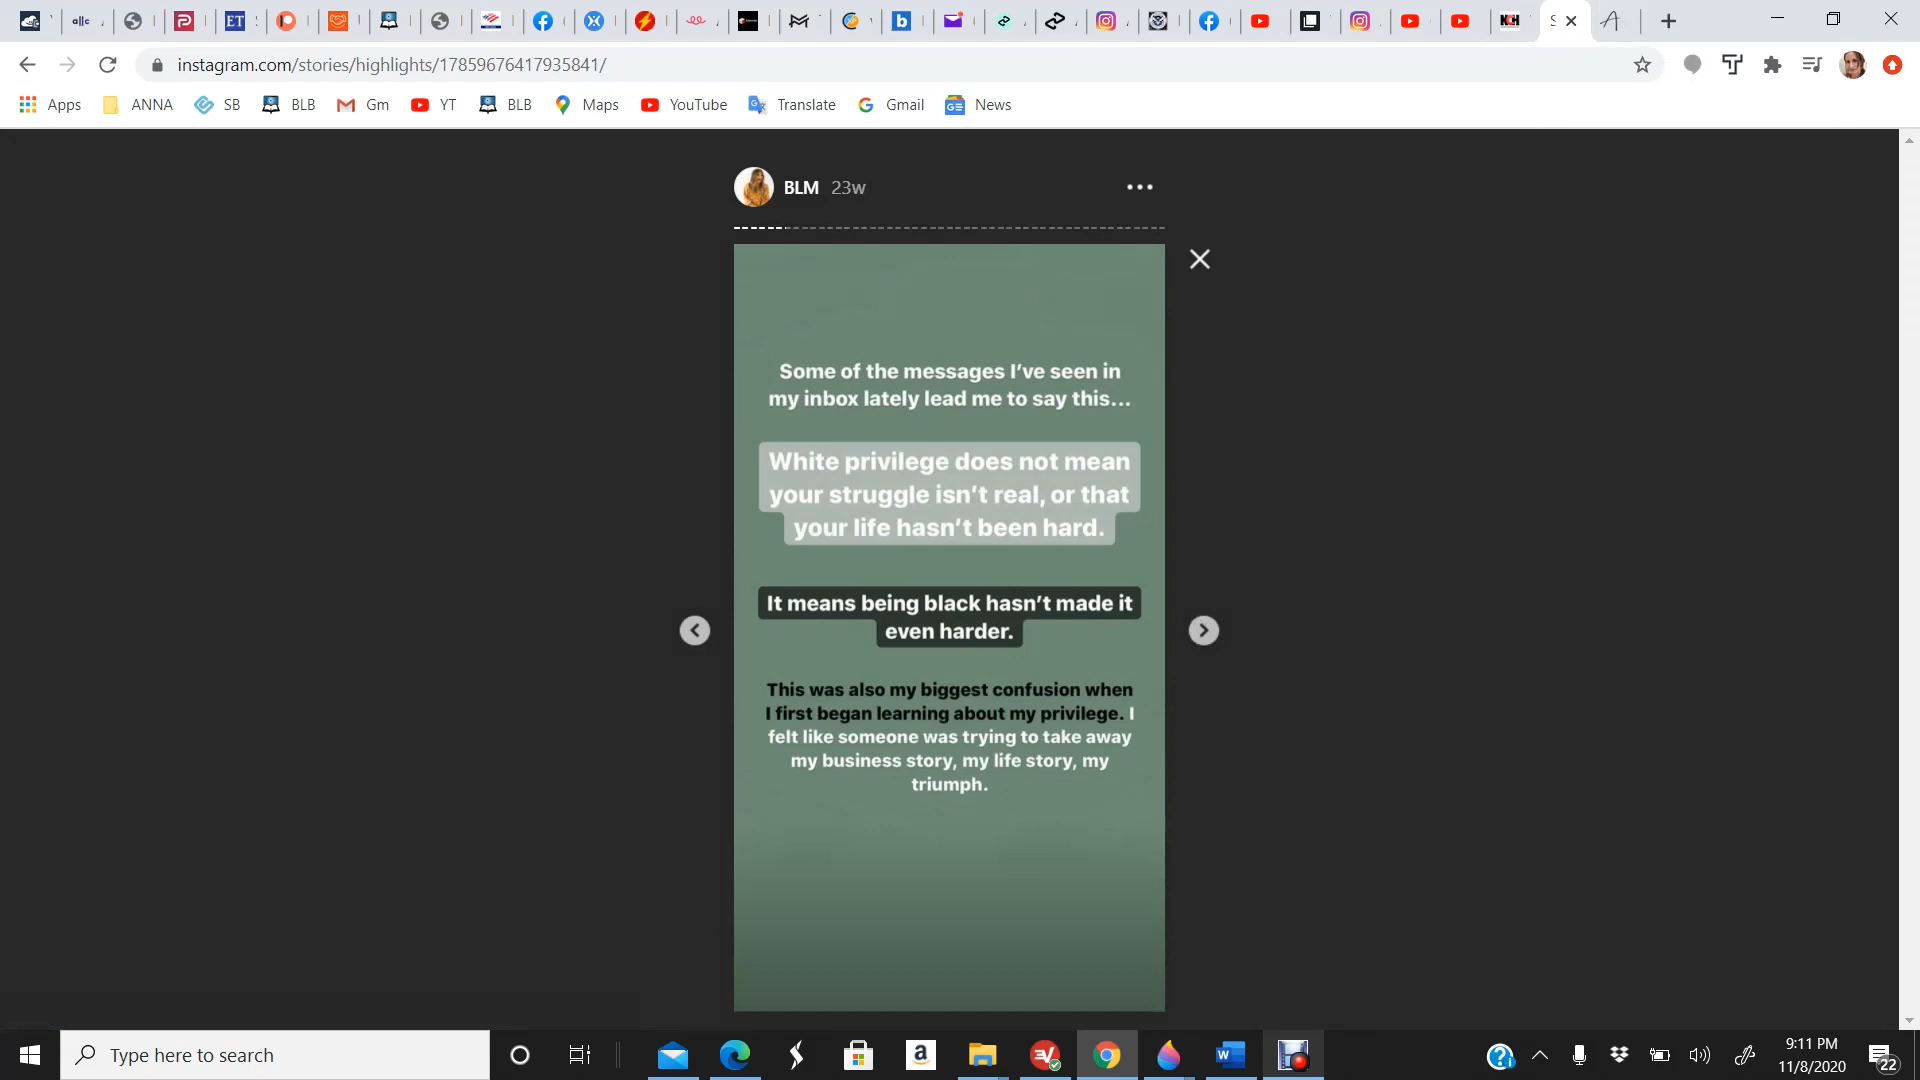 instagram.com/stories/highlights/17859676417935841/
Apps ANNA SB BLB Gm YT BLB Maps YouTube Translate Gmail News
BLM 23w
Some of the messages I've seen in
my inbox lately lead me to say this...
White privilege does not mean
your struggle isn't real, or that
your life hasn't been hard.
It means being black hasn't made it
even harder.
This was also my biggest confusion when
I first began learning about my privilege. I
felt like someone was trying to take away
my business story, my life story, my
triumph.
Type here to search
9:11 PM
11/8/2020
22